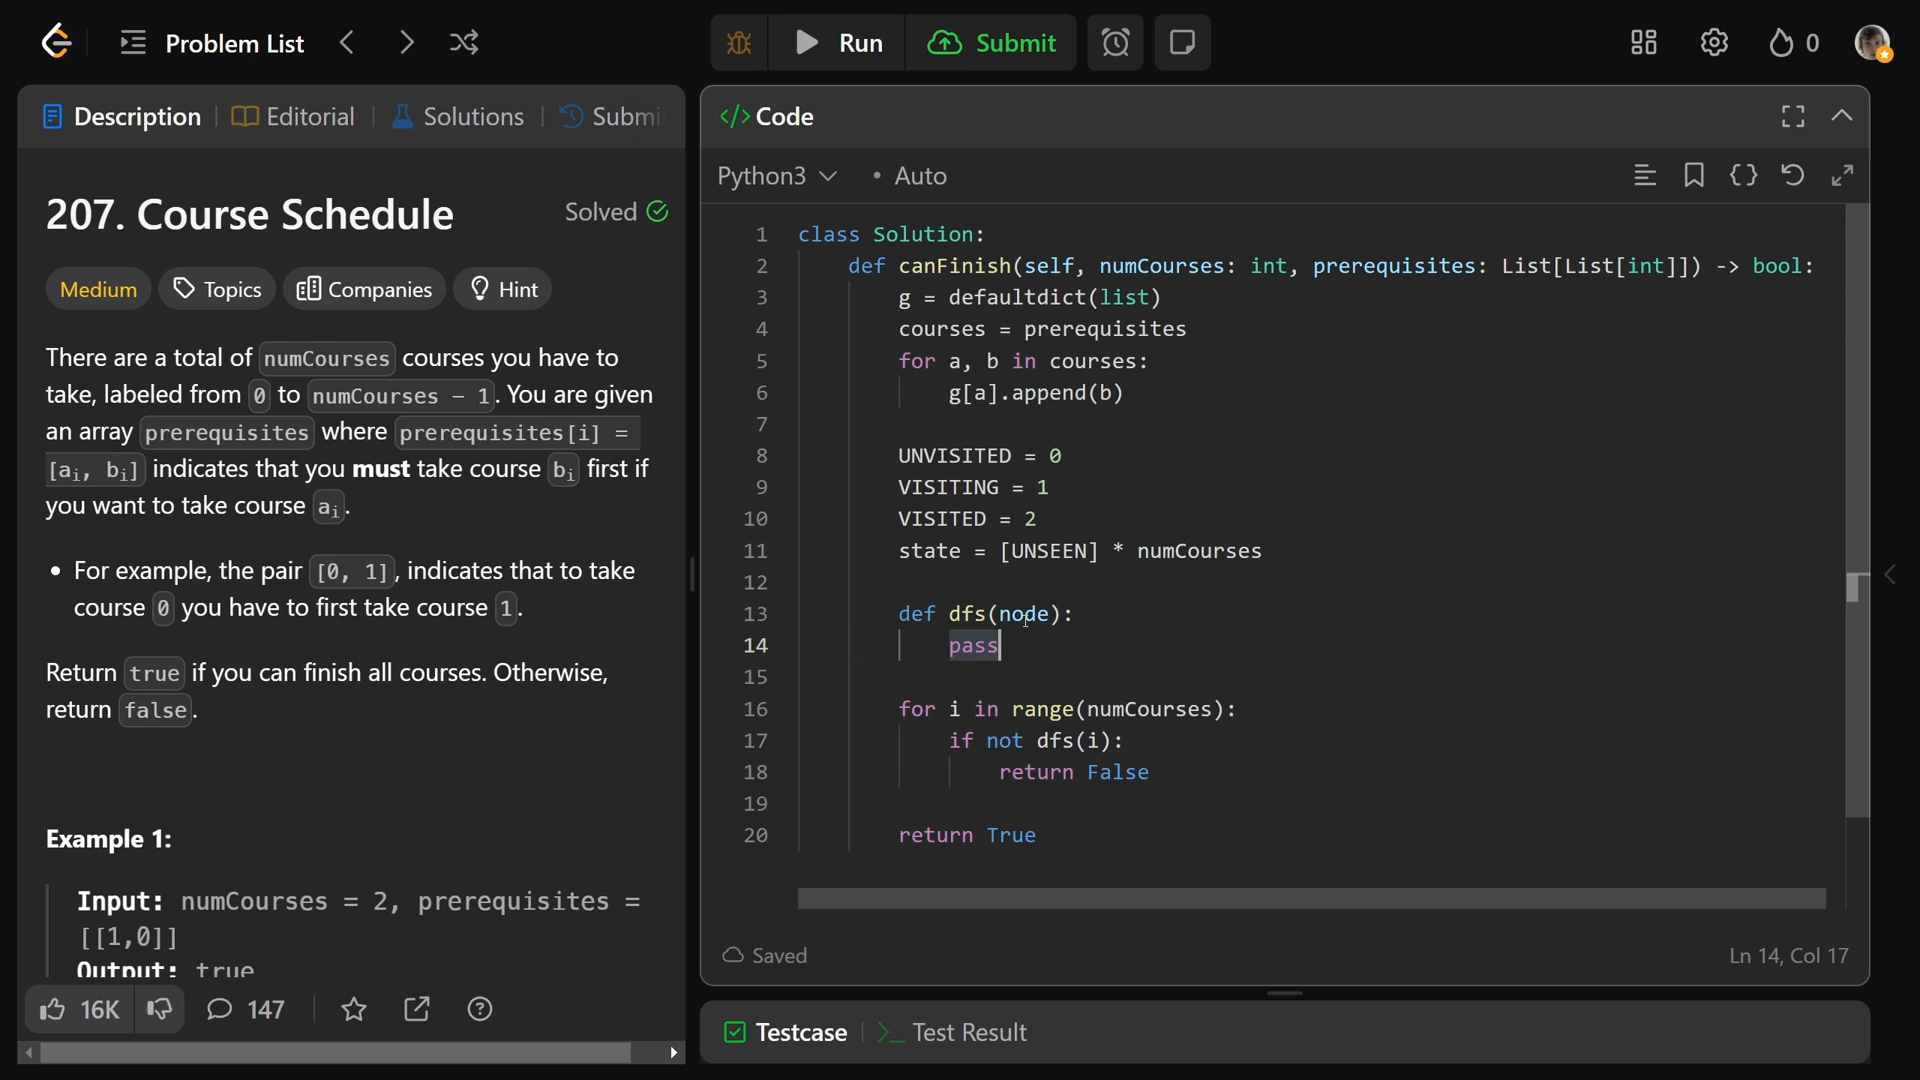 Problem List
Run
Submit
0
Description
Editorial
Solutions
Submi
207. Course Schedule
Solved
Medium
Topics
Companies
Hint
There are a total of numCourses courses you have to
take, labeled from 0 to numCourses - 1. You are given
an array prerequisites where prerequisites[i] =
[ai, bi] indicates that you must take course bi first if
you want to take course ai.
• For example, the pair [0, 1], indicates that to take
course 0 you have to first take course 1.
Return true if you can finish all courses. Otherwise,
return false.
Example 1:
Input: numCourses = 2, prerequisites =
[[1,0]]
Output: true
16K
147
</> Code
Python3
• Auto
1 class Solution:
2 def canFinish(self, numCourses: int, prerequisites: List[List[int]]) -> bool:
3 g = defaultdict(list)
4 courses = prerequisites
5 for a, b in courses:
6 g[a].append(b)
7
8 UNVISITED = 0
9 VISITING = 1
10 VISITED = 2
11 state = [UNSEEN] * numCourses
12
13 def dfs(node):
14 pass
15
16 for i in range(numCourses):
17 if not dfs(i):
18 return False
19
20 return True
Saved
Ln 14, Col 17
Testcase
Test Result